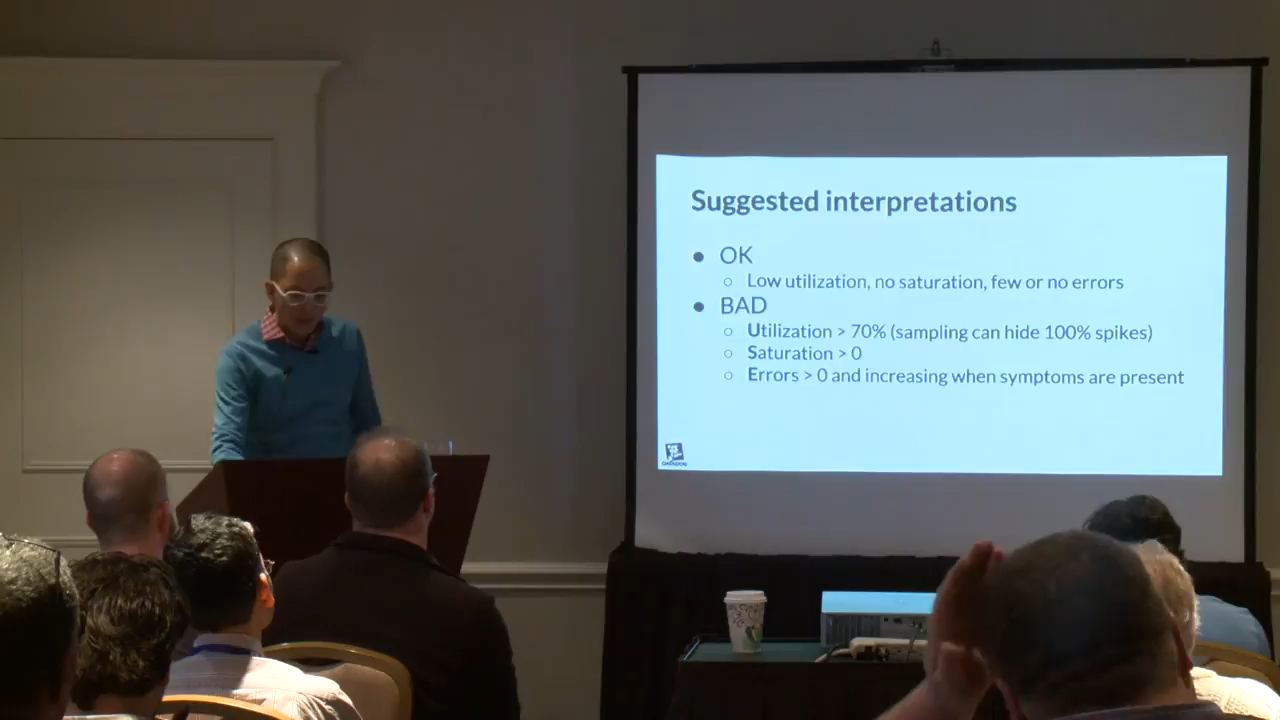 Suggested interpretations
● OK
○ Low utilization, no saturation, few or no errors
● BAD
○ Utilization > 70% (sampling can hide 100% spikes)
○ Saturation > 0
○ Errors > 0 and increasing when symptoms are present
DATADOG